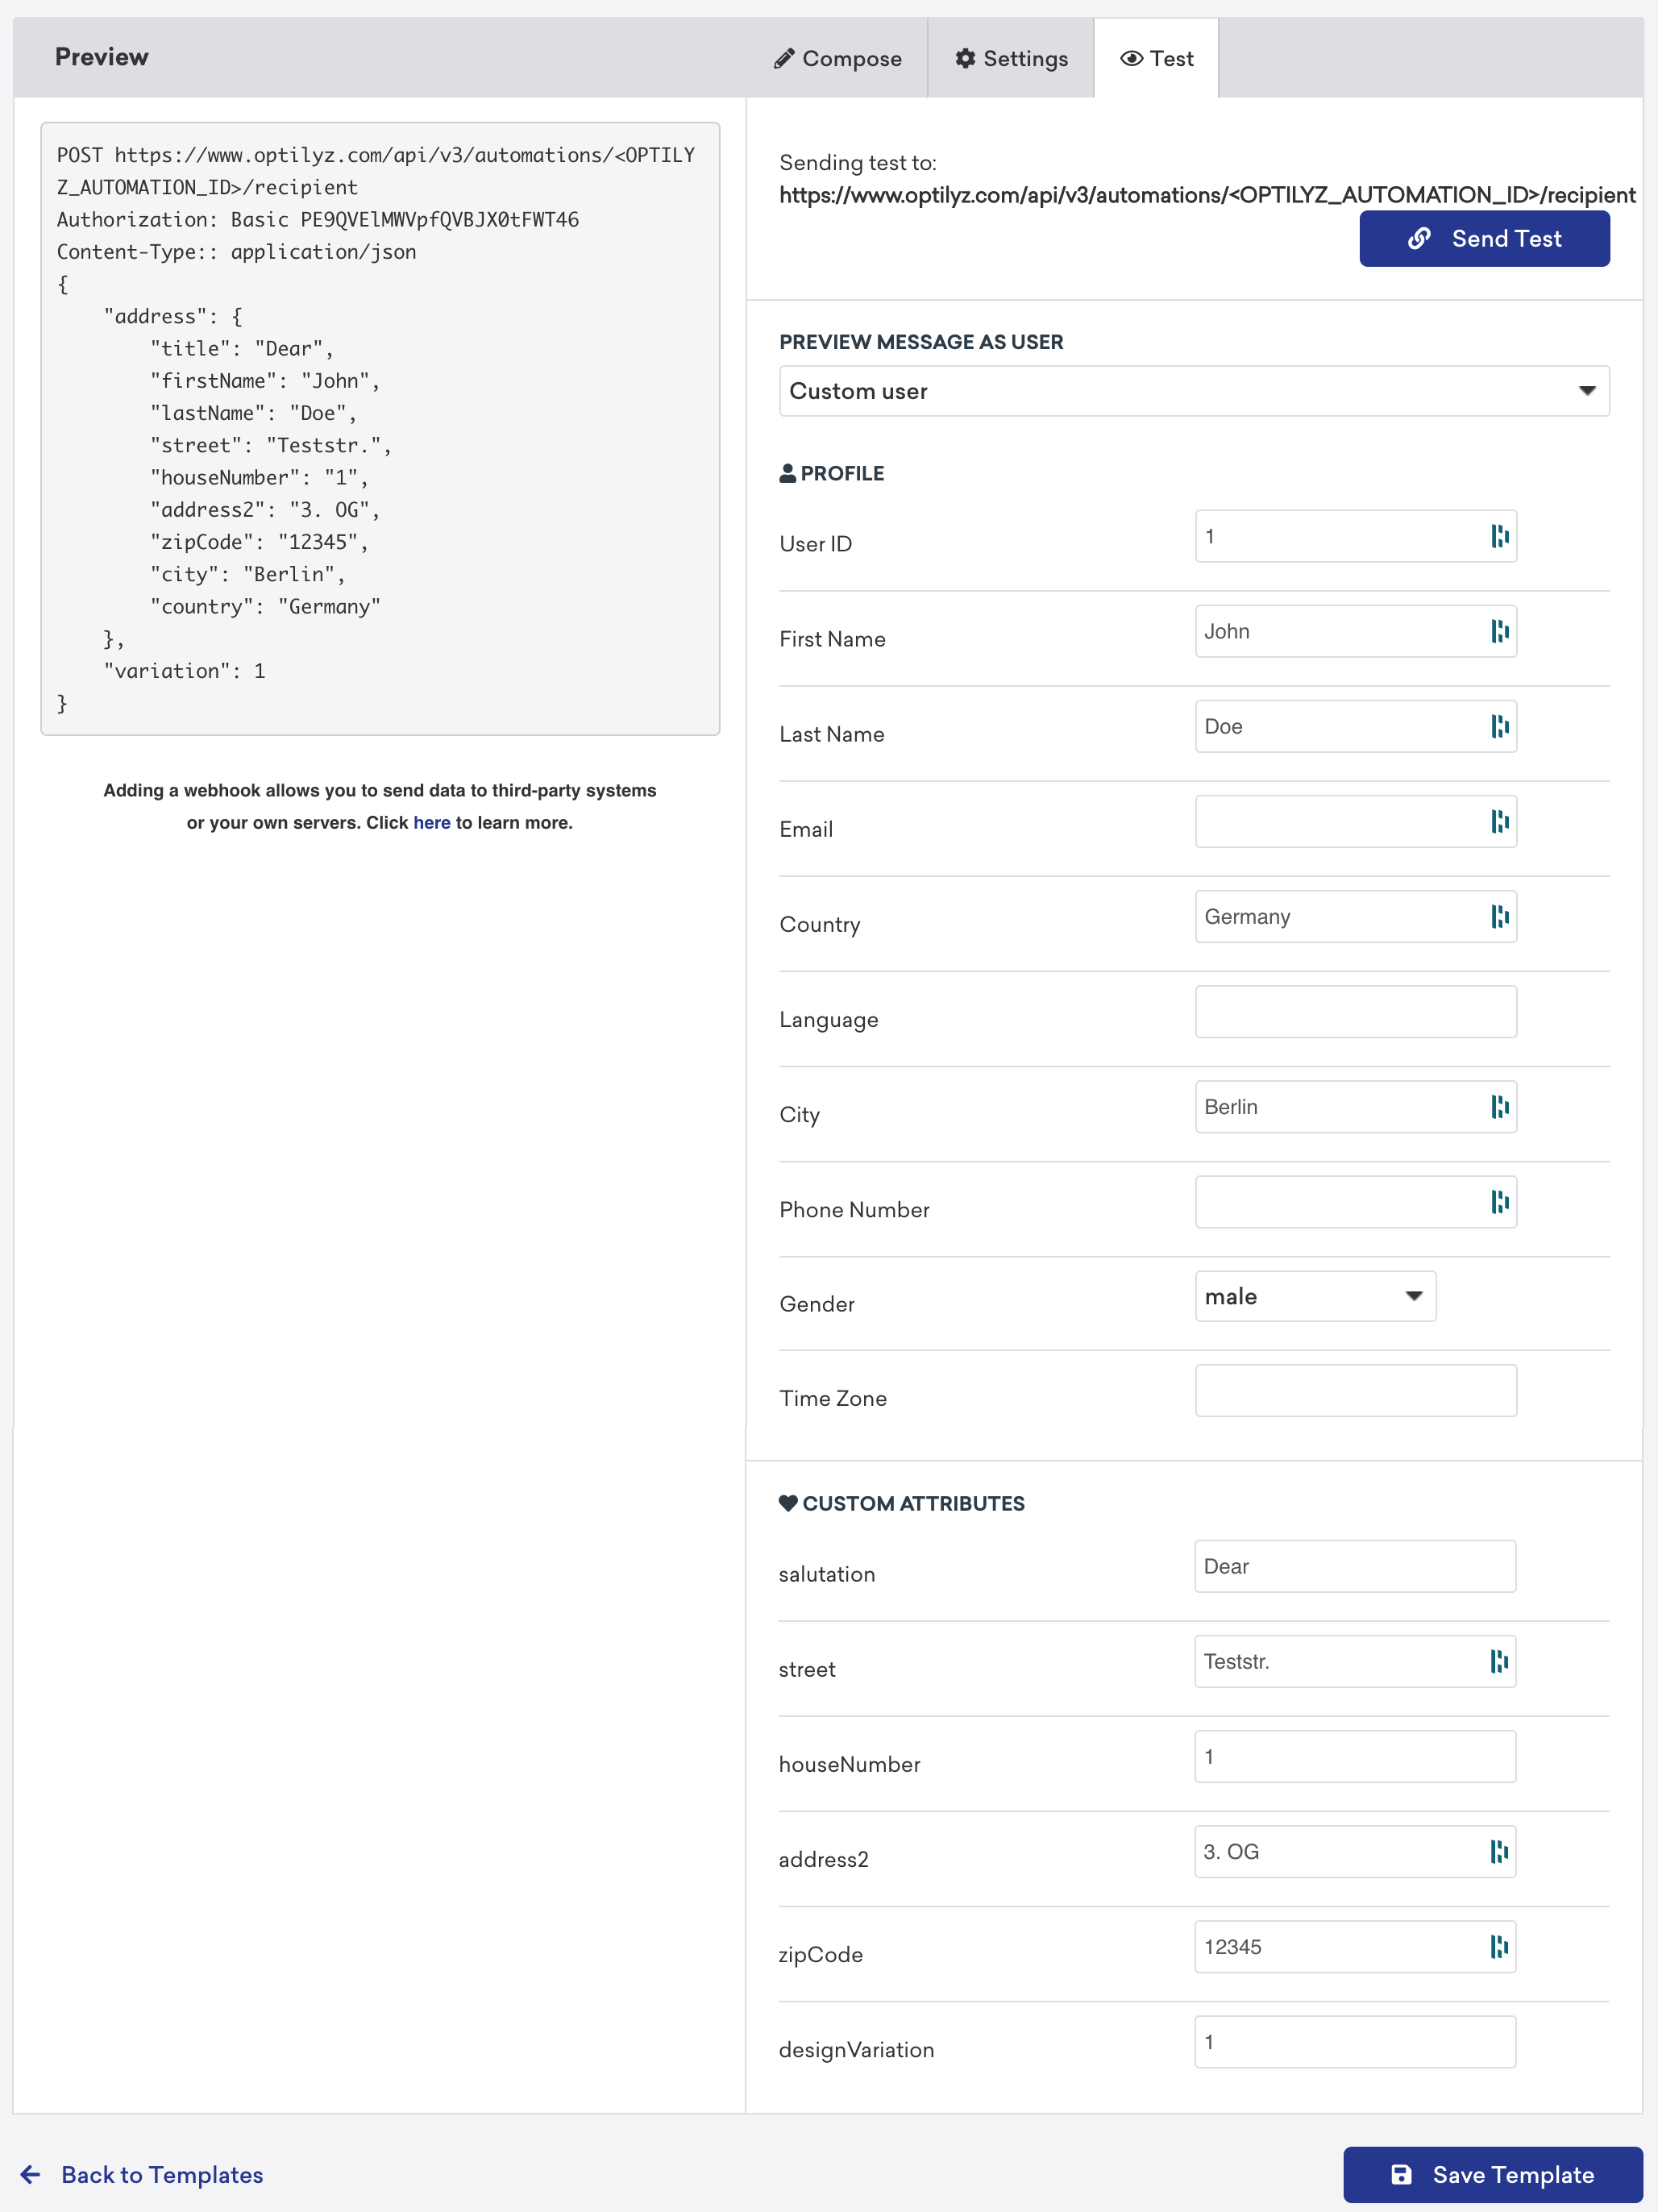 Preview
Compose
Settings
Test
POST https://www.optilyz.com/api/v3/automations/<OPTILY
Z_AUTOMATION_ID>/recipient
Authorization: Basic PE9QVElMWVpfQVBJX0tFWT46
Content-Type:: application/json
{
    "address": {
        "title": "Dear",
        "firstName": "John",
        "lastName": "Doe",
        "street": "Teststr.",
        "houseNumber": "1",
        "address2": "3. OG",
        "zipCode": "12345",
        "city": "Berlin",
        "country": "Germany"
    },
    "variation": 1
}
Adding a webhook allows you to send data to third-party systems
or your own servers. Click here to learn more.
Sending test to:
https://www.optilyz.com/api/v3/automations/<OPTILYZ_AUTOMATION_ID>/recipient
Send Test
PREVIEW MESSAGE AS USER
Custom user
PROFILE
User ID 1
First Name John
Last Name Doe
Email
Country Germany
Language
City Berlin
Phone Number
Gender male
Time Zone
CUSTOM ATTRIBUTES
salutation Dear
street Teststr.
houseNumber 1
address2 3. OG
zipCode 12345
designVariation 1
Back to Templates
Save Template